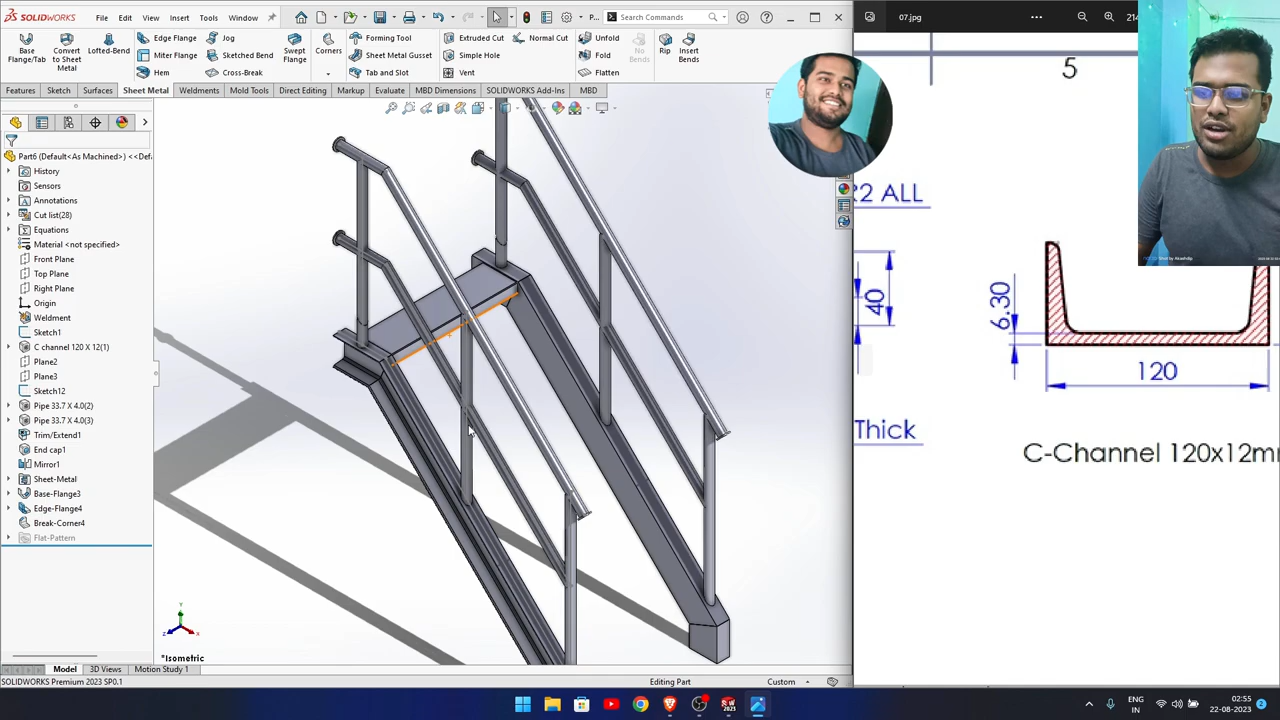 SOLIDWORKS File Edit View Insert Tools Window P... Search Commands
Base Flange/Tab
Convert to Sheet Metal
Lofted-Bend
Edge Flange
Miter Flange
Hem
Jog
Sketched Bend
Cross-Break
Swept Flange
Corners
Forming Tool
Sheet Metal Gusset
Tab and Slot
Extruded Cut
Simple Hole
Vent
Normal Cut
Unfold
Fold
Flatten
No Bends
Rip
Insert Bends
Features Sketch Surfaces Sheet Metal Weldments Mold Tools Direct Editing Markup Evaluate MBD Dimensions SOLIDWORKS Add-Ins MBD
Part6 (Default<As Machined>) <<Def
History
Sensors
Annotations
Cut list(28)
Equations
Material <not specified>
Front Plane
Top Plane
Right Plane
Origin
Weldment
Sketch1
C channel 120 X 12(1)
Plane2
Plane3
Sketch12
Pipe 33.7 X 4.0(2)
Pipe 33.7 X 4.0(3)
Trim/Extend1
End cap1
Mirror1
Sheet-Metal
Base-Flange3
Edge-Flange4
Break-Corner4
Flat-Pattern
Y
Z
X
*Isometric
Model 3D Views Motion Study 1
SOLIDWORKS Premium 2023 SP0.1
Editing Part
Custom
07.jpg
214
5
R2 ALL
40
6.30
120
Thick
C-Channel 120x12m
ENG
IN
02:55
22-08-2023